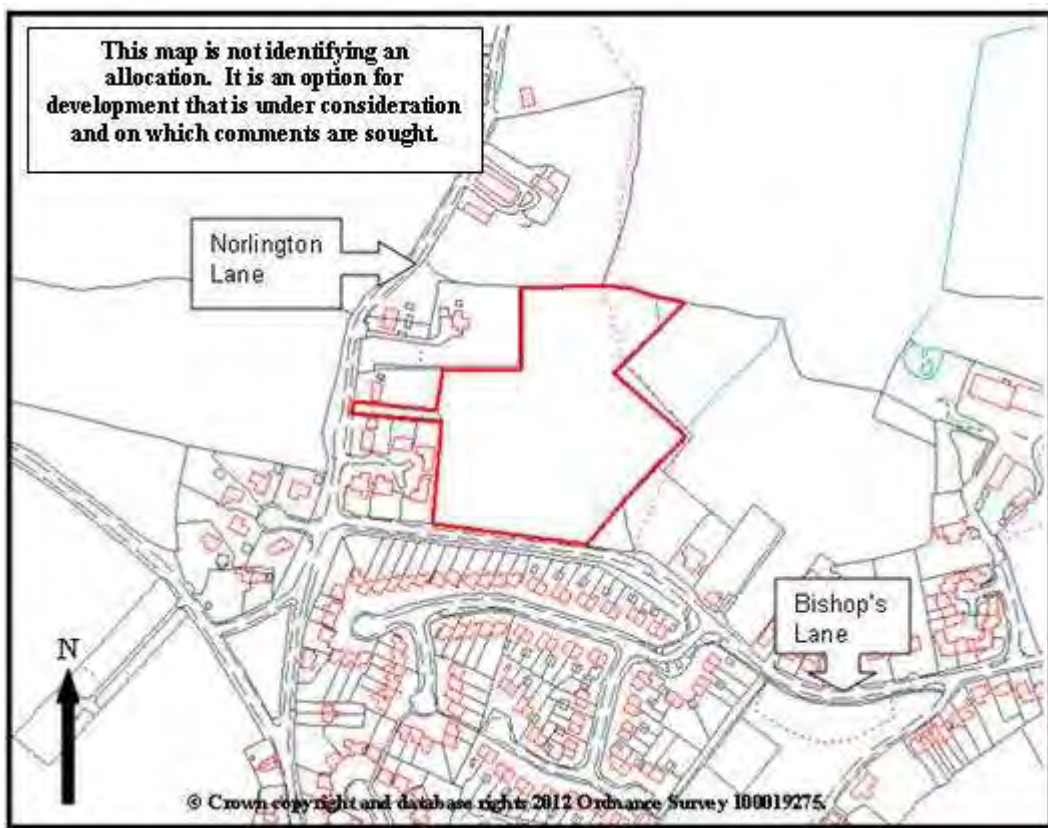 This map is not identifying an
allocation. It is an option for
development that is under consideration
and on which comments are sought.
Norlington
Lane
Bishop's
Lane
N
© Crown copyright and database rights 2012 Ordnance Survey 100019275.